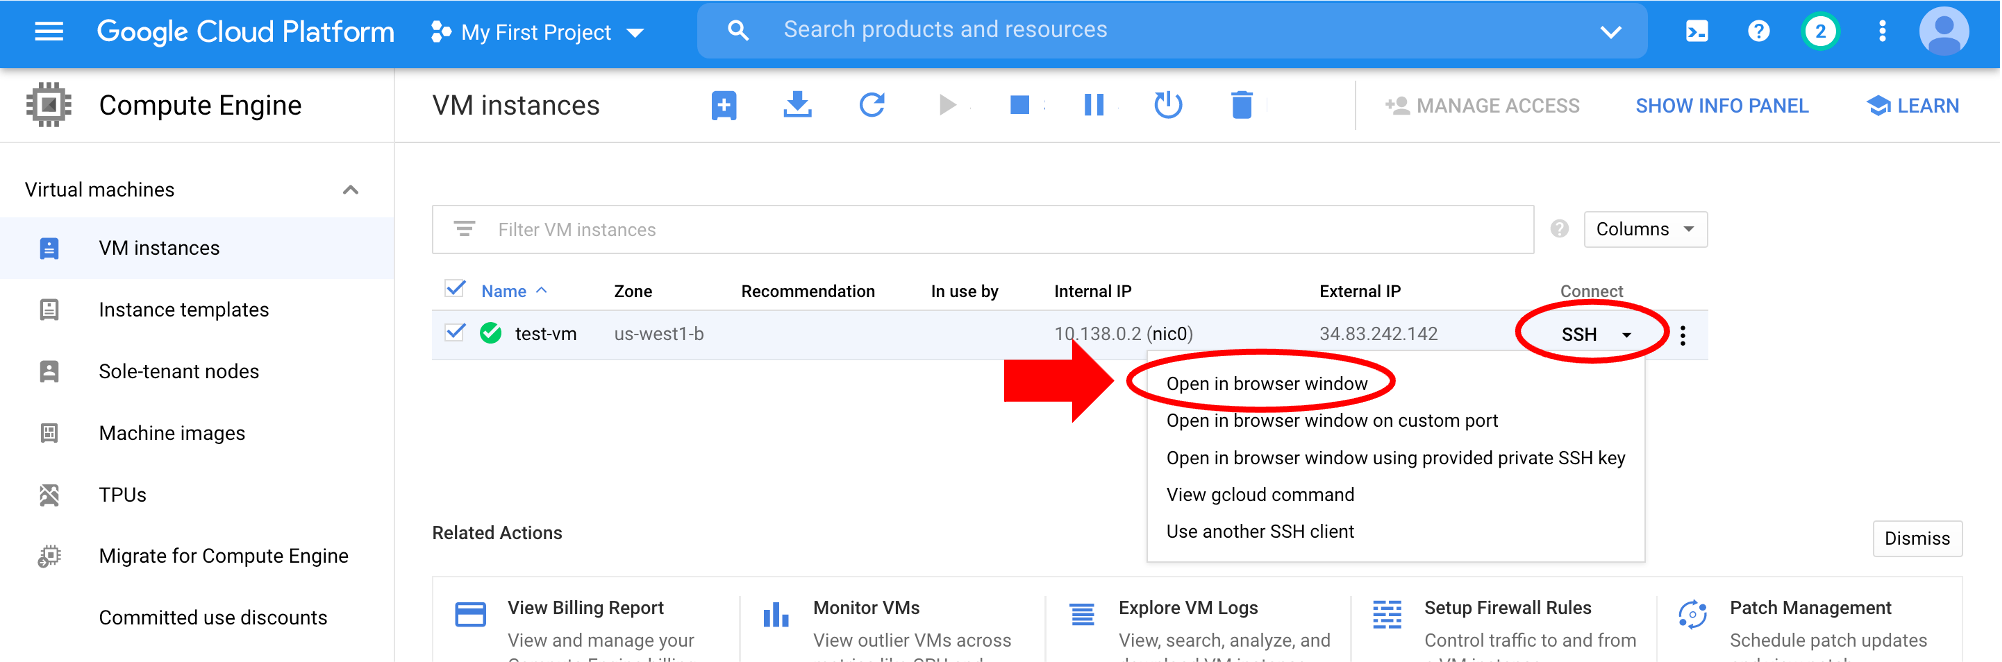 Google Cloud Platform
My First Project
Search products and resources
2
Compute Engine
VM instances
MANAGE ACCESS
SHOW INFO PANEL
LEARN
Virtual machines
VM instances
Instance templates
Sole-tenant nodes
Machine images
TPUs
Migrate for Compute Engine
Committed use discounts
Filter VM instances
Columns
Name Zone Recommendation In use by Internal IP External IP Connect
test-vm us-west1-b 10.138.0.2 (nic0) 34.83.242.142 SSH
Open in browser window
Open in browser window on custom port
Open in browser window using provided private SSH key
View gcloud command
Use another SSH client
Related Actions
Dismiss
View Billing Report
View and manage your
Monitor VMs
View outlier VMs across
Explore VM Logs
View, search, analyze, and
Setup Firewall Rules
Control traffic to and from
Patch Management
Schedule patch updates